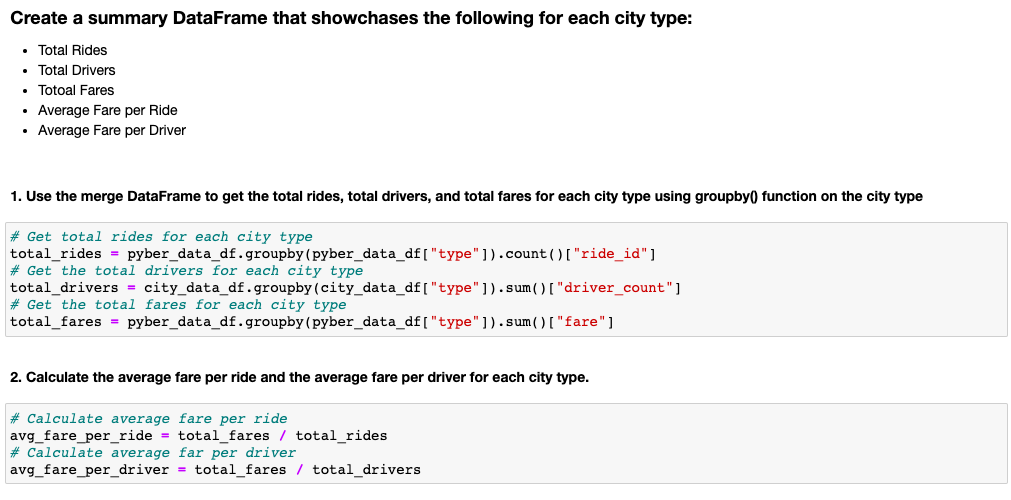 Create a summary DataFrame that showchases the following for each city type:
• Total Rides
• Total Drivers
• Totoal Fares
• Average Fare per Ride
• Average Fare per Driver
1. Use the merge DataFrame to get the total rides, total drivers, and total fares for each city type using groupby() function on the city type
# Get total rides for each city type
total_rides = pyber_data_df.groupby(pyber_data_df["type"]).count()["ride_id"]
# Get the total drivers for each city type
total_drivers = city_data_df.groupby(city_data_df["type"]).sum()["driver_count"]
# Get the total fares for each city type
total_fares = pyber_data_df.groupby(pyber_data_df["type"]).sum()["fare"]
2. Calculate the average fare per ride and the average fare per driver for each city type.
# Calculate average fare per ride
avg_fare_per_ride = total_fares / total_rides
# Calculate average far per driver
avg_fare_per_driver = total_fares / total_drivers